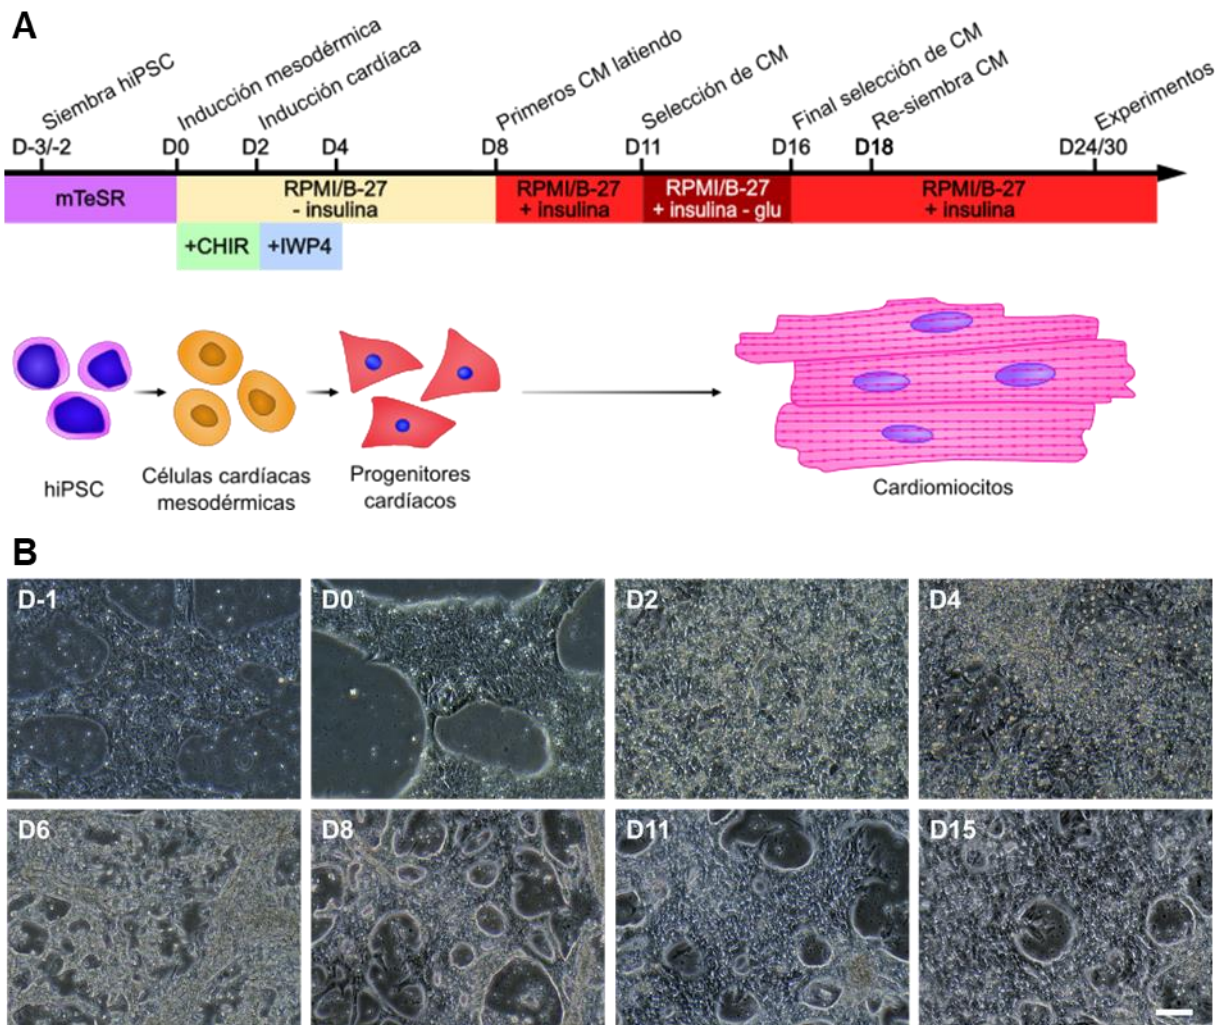 A
Siembra hiPSC
Inducción mesodérmica
Inducción cardíaca
Primeros CM latiendo
Selección de CM
Final selección de CM
Re-siembra CM
Experimentos
D-3/-2
D0
D2
D4
D8
D11
D16
D18
D24/30
mTeSR
RPMI/B-27
- insulina
RPMI/B-27
+ insulina
RPMI/B-27
+ insulina - glu
RPMI/B-27
+ insulina
+CHIR
+IWP4
hiPSC
Células cardíacas
mesodérmicas
Progenitores
cardíacos
Cardiomiocitos
B
D-1
D0
D2
D4
D6
D8
D11
D15